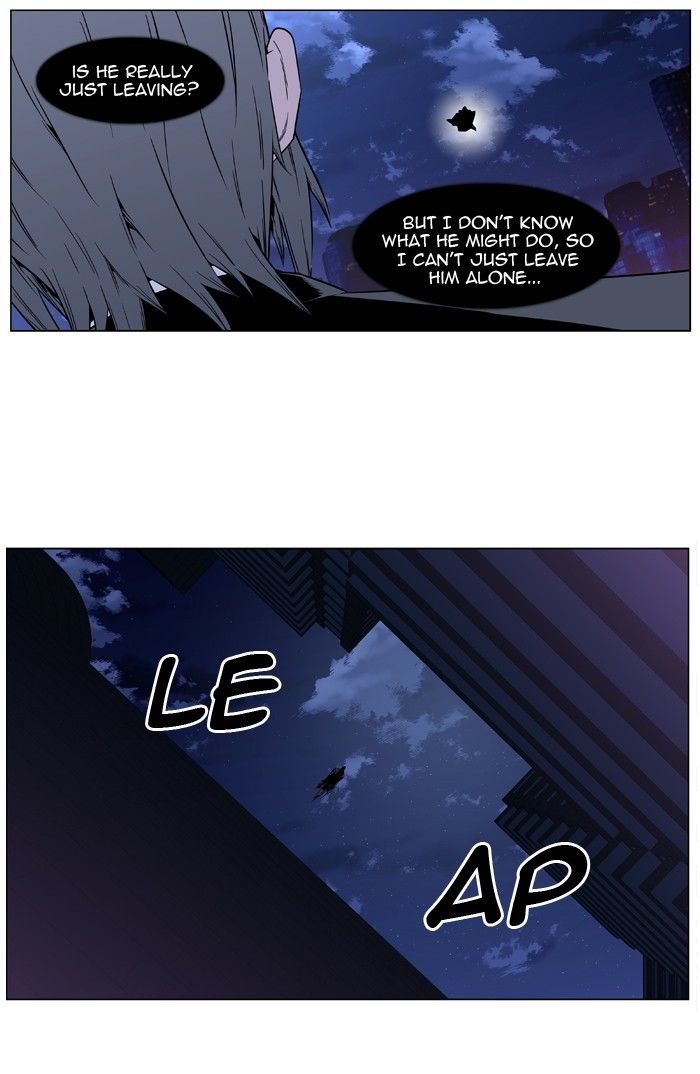 IS HE REALLY
JUST LEAVING?
BUT I DON'T KNOW
WHAT HE MIGHT DO, SO
I CAN'T JUST LEAVE
HIM ALONE...
LE
AP